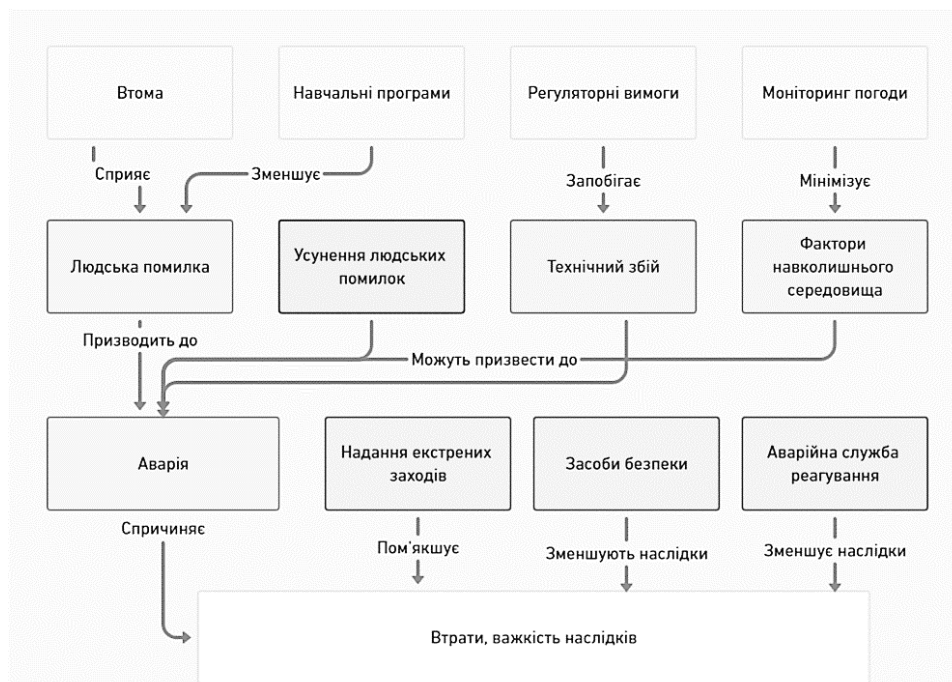 Втома
Навчальні програми
Регуляторні вимоги
Моніторинг погоди
Сприяє
Зменшує
Запобігає
Мінімізує
Людська помилка
Усунення людських
помилок
Технічний збій
Фактори
навколишнього
середовища
Призводить до
Можуть призвести до
Аварія
Надання екстрених
заходів
Засоби безпеки
Аварійна служба
реагування
Спричиняє
Пом'якшує
Зменшують наслідки
Зменшує наслідки
Втрати, важкість наслідків